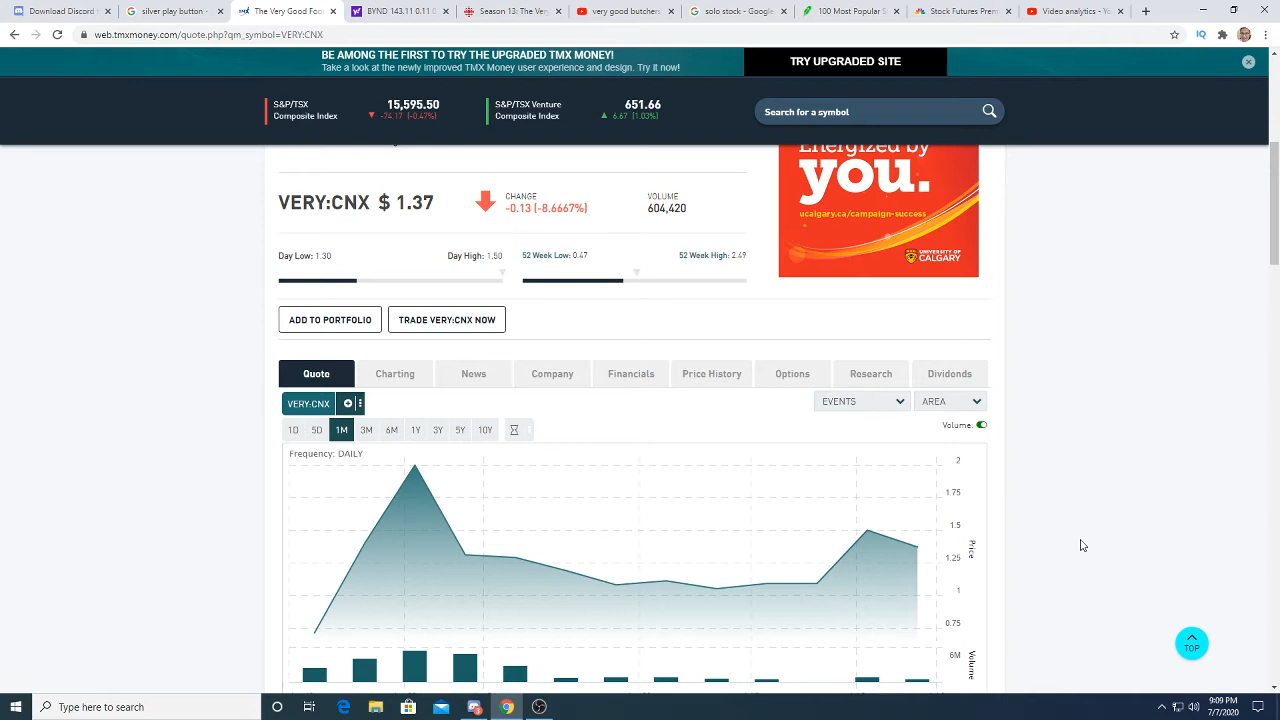 Discord Download |
silver play button -
The Very Good Foo
BYND 143.11 0.11 0
Season 13: The Very
very good butchers
solo stock - Google
100 Most Popular S
Stock Futures Prem
Video analytics - Yo
web.tmxmoney.com/quote.php?qm_symbol=VERY:CNX
BE AMONG THE FIRST TO TRY THE UPGRADED TMX MONEY!
Take a look at the newly improved TMX Money user experience and design. Try it now!
TRY UPGRADED SITE
S&P/TSX
Composite Index
15,595.50
-74.17 (-0.47%)
S&P/TSX Venture
Composite Index
651.66
6.67 (1.03%)
Search for a symbol
Energized by
you.
ucalgary.ca/campaign-success
UNIVERSITY OF
CALGARY
VERY:CNX $ 1.37
CHANGE
-0.13 (-8.6667%)
VOLUME
604,420
Day Low: 1.30
Day High: 1.50
52 Week Low: 0.47
52 Week High: 2.49
ADD TO PORTFOLIO
TRADE VERY:CNX NOW
Quote
Charting
News
Company
Financials
Price History
Options
Research
Dividends
VERY:CNX
EVENTS
AREA
1D 5D 1M 3M 6M 1Y 3Y 5Y 10Y
Volume:
Frequency: DAILY
2
1.75
1.5
1.25
1
0.75
Price
6M
Volume
TOP
Type here to search
9:09 PM
7/7/2020